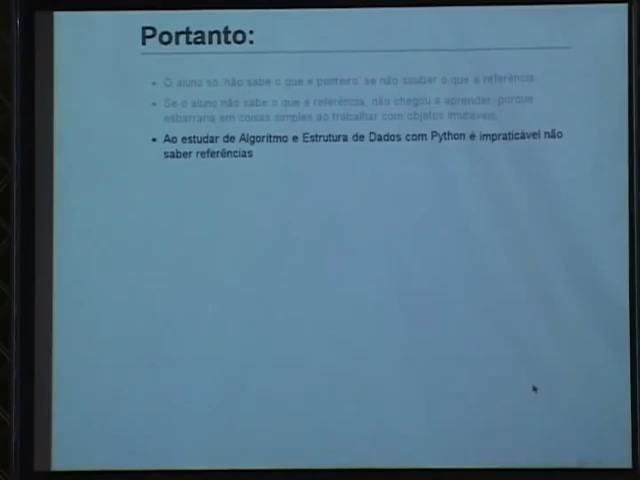 Portanto:
• O aluno só 'não sabe o que é ponteiro' se não souber o que é referência
• Se o aluno não sabe o que é referência, não chegou a aprender, porque
esbarraria em coisas simples ao trabalhar com objetos mutáveis.
• Ao estudar de Algoritmo e Estrutura de Dados com Python é impraticável não
saber referências